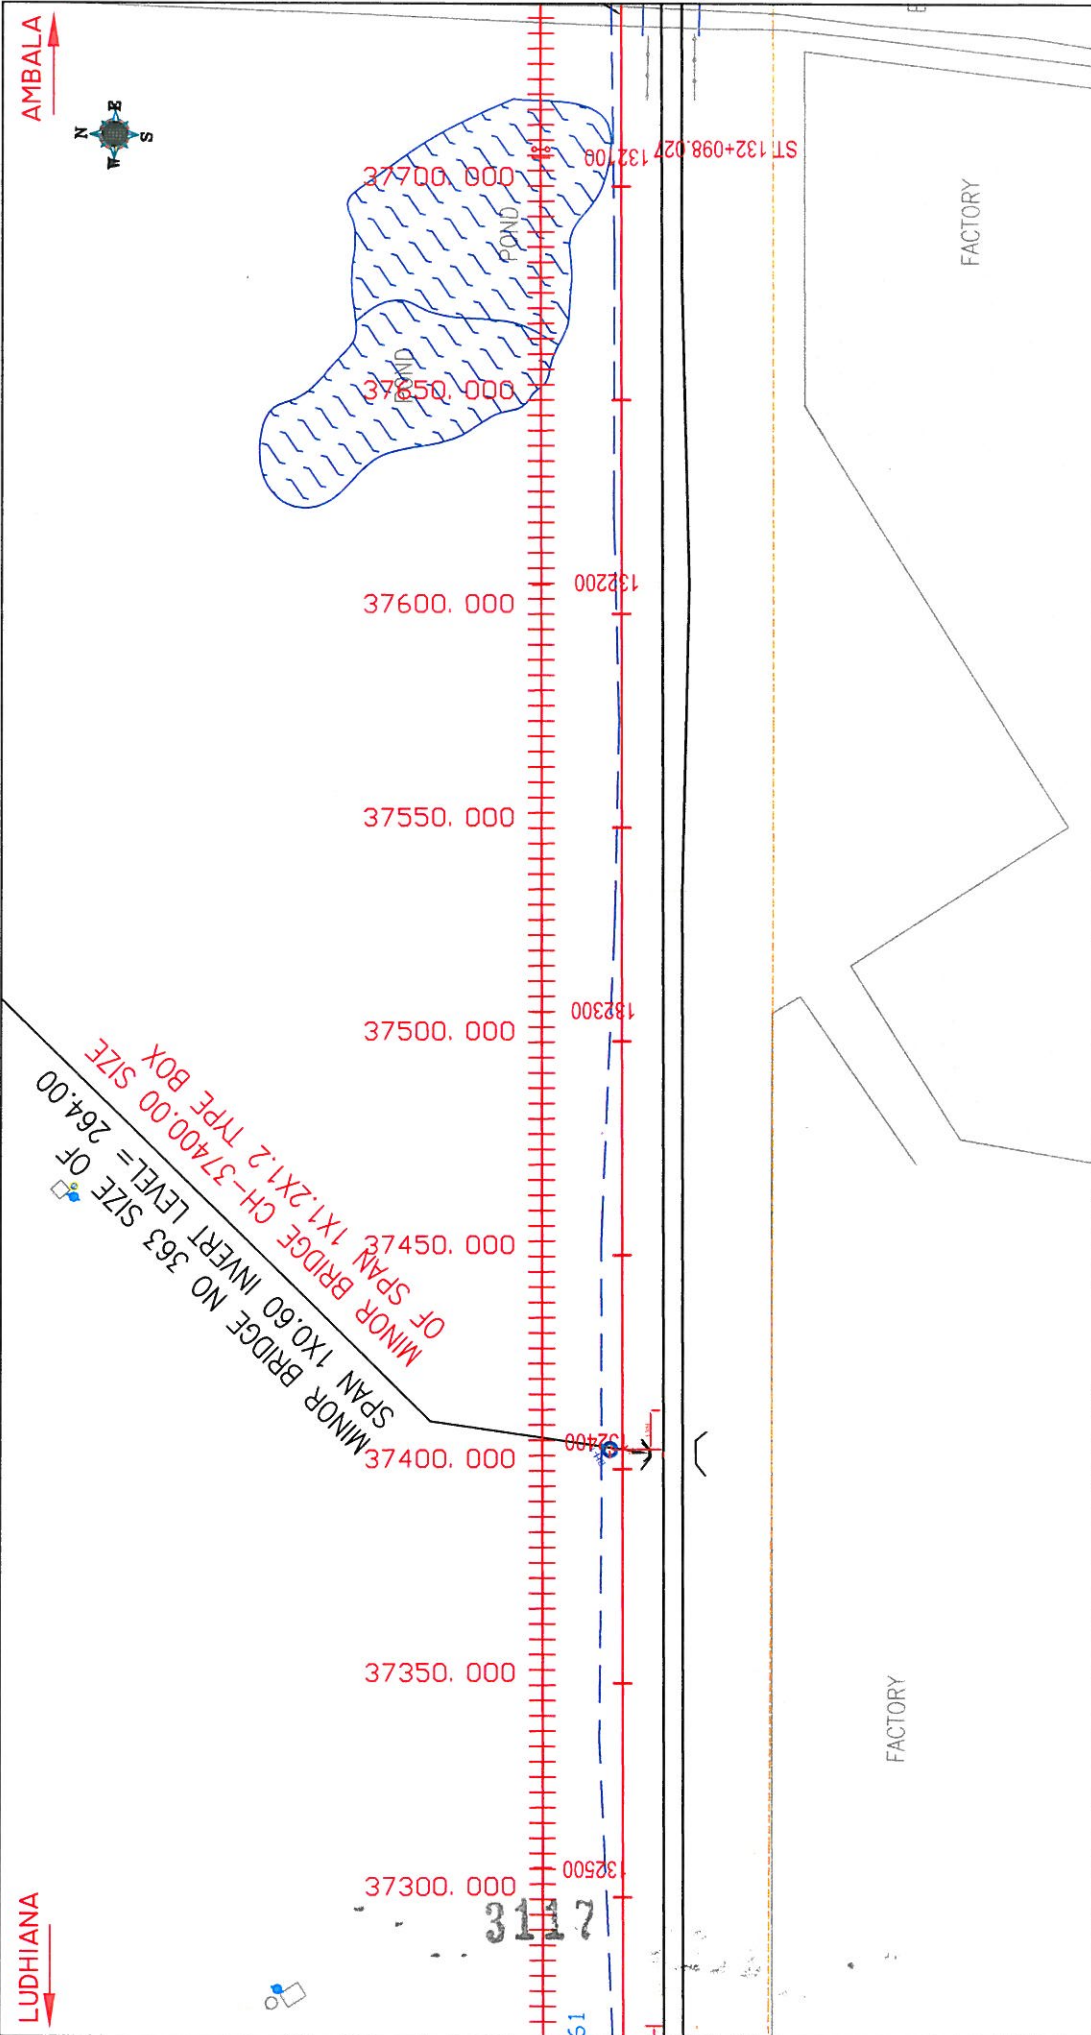 AMBALA
N
E
W
S
37700.000
18
132100
ST 132+098.027
POND
FACTORY
POND
37650.000
37600.000
132200
37550.000
37500.000
132300
MINOR BRIDGE CH-37400.00 SIZE
OF SPAN 1X1.2X1.2 TYPE BOX
MINOR BRIDGE NO 363 SIZE OF
SPAN 1X0.60 INVERT LEVEL= 264.00
37450.000
37400.000
37350.000
FACTORY
37300.000
132500
3117
LUDHIANA
61